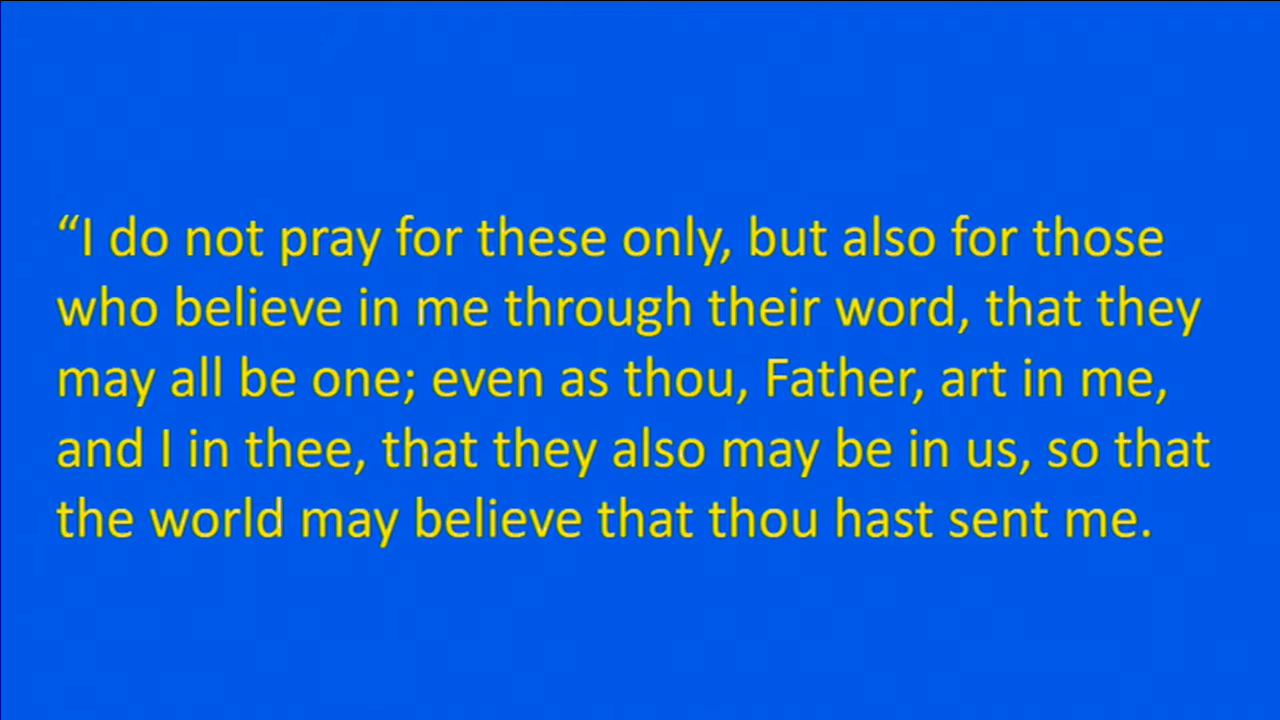 “I do not pray for these only, but also for those
who believe in me through their word, that they
may all be one; even as thou, Father, art in me,
and I in thee, that they also may be in us, so that
the world may believe that thou hast sent me.